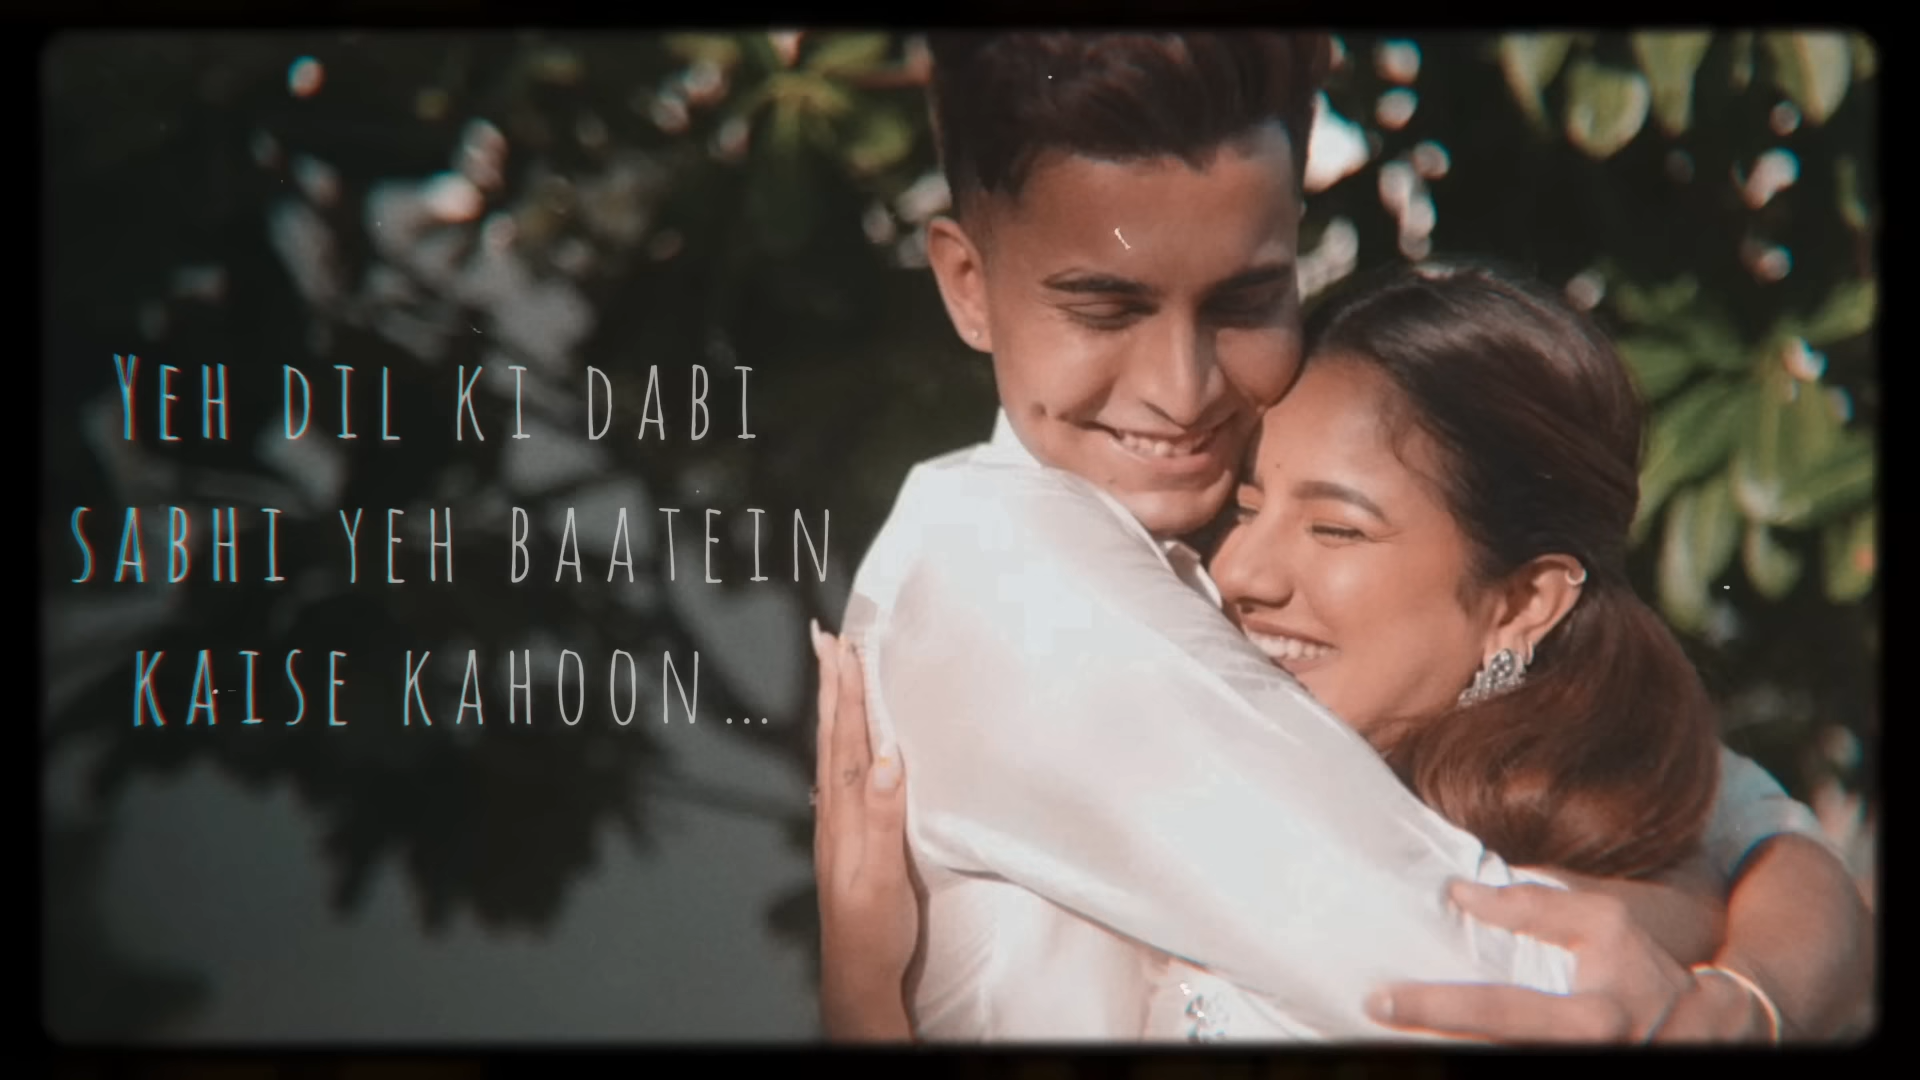 YEH DIL KI DABI
SABHI YEH BAATEIN
KAISE KAHOON...